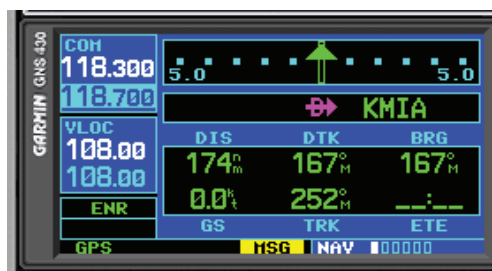 GARMIN GNS 430
COM
118.300
118.700
VLOC
108.00
108.00
ENR
GPS
5.0 5.0
D KMIA
DIS DTK BRG
174nm 167°M 167°M
0.0kt 252°M __:__
GS TRK ETE
MSG NAV